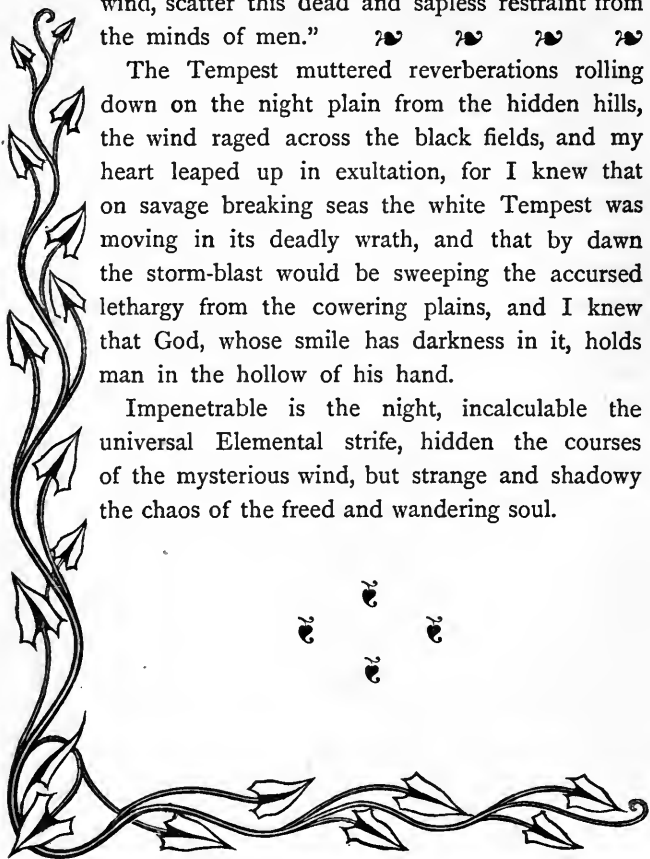 wind, scatter this dead and sapless restraint from
the minds of men.”
The Tempest muttered reverberations rolling
down on the night plain from the hidden hills,
the wind raged across the black fields, and my
heart leaped up in exultation, for I knew that
on savage breaking seas the white Tempest was
moving in its deadly wrath, and that by dawn
the storm-blast would be sweeping the accursed
lethargy from the cowering plains, and I knew
that God, whose smile has darkness in it, holds
man in the hollow of his hand.
Impenetrable is the night, incalculable the
universal Elemental strife, hidden the courses
of the mysterious wind, but strange and shadowy
the chaos of the freed and wandering soul.